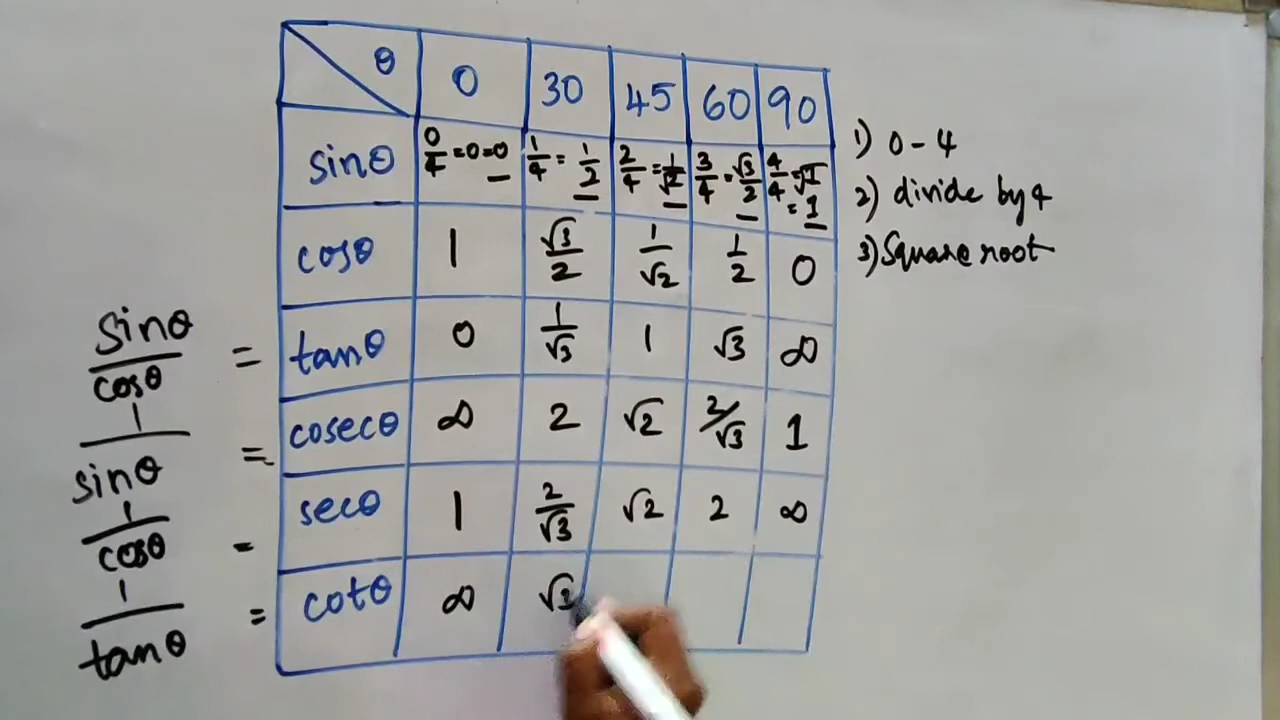 θ 0 30 45 60 90
sinθ 0/4=0=0 1/4=1/2 2/4=1/√2 3/4=√3/2 4/4=√1=1
cosθ 1 √3/2 1/√2 1/2 0
sinθ/cosθ = tanθ 0 1/√3 1 √3 ∞
1/sinθ = cosecθ ∞ 2 √2 2/√3 1
1/cosθ = secθ 1 2/√3 √2 2 ∞
1/tanθ = cotθ ∞ √3
1) 0-4
2) divide by 4
3) Square root